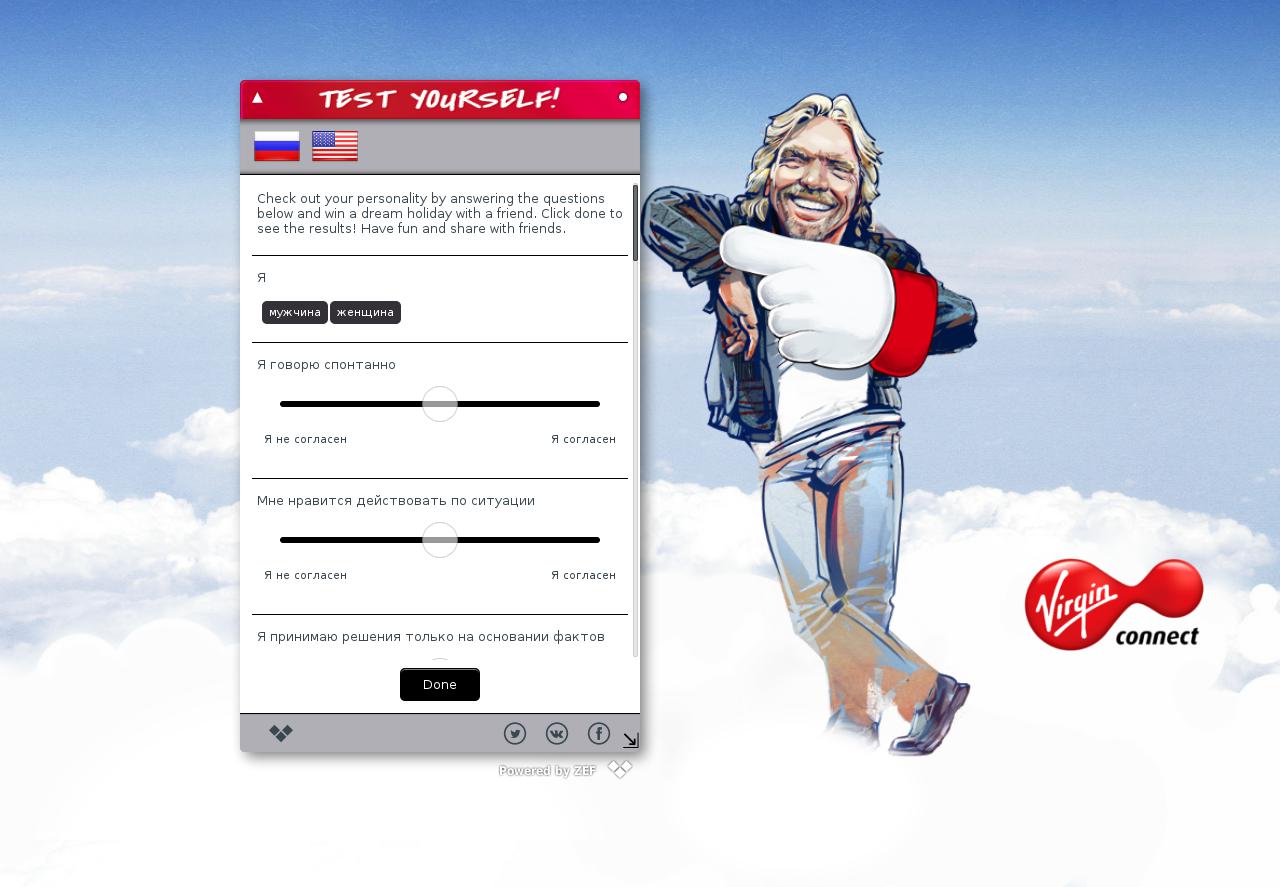 TEST YOURSELF!
Check out your personality by answering the questions
below and win a dream holiday with a friend. Click done to
see the results! Have fun and share with friends.
Я
мужчина женщина
Я говорю спонтанно
Я не согласен Я согласен
Мне нравится действовать по ситуации
Я не согласен Я согласен
Я принимаю решения только на основании фактов
Done
Powered by ZEF
Virgin
connect